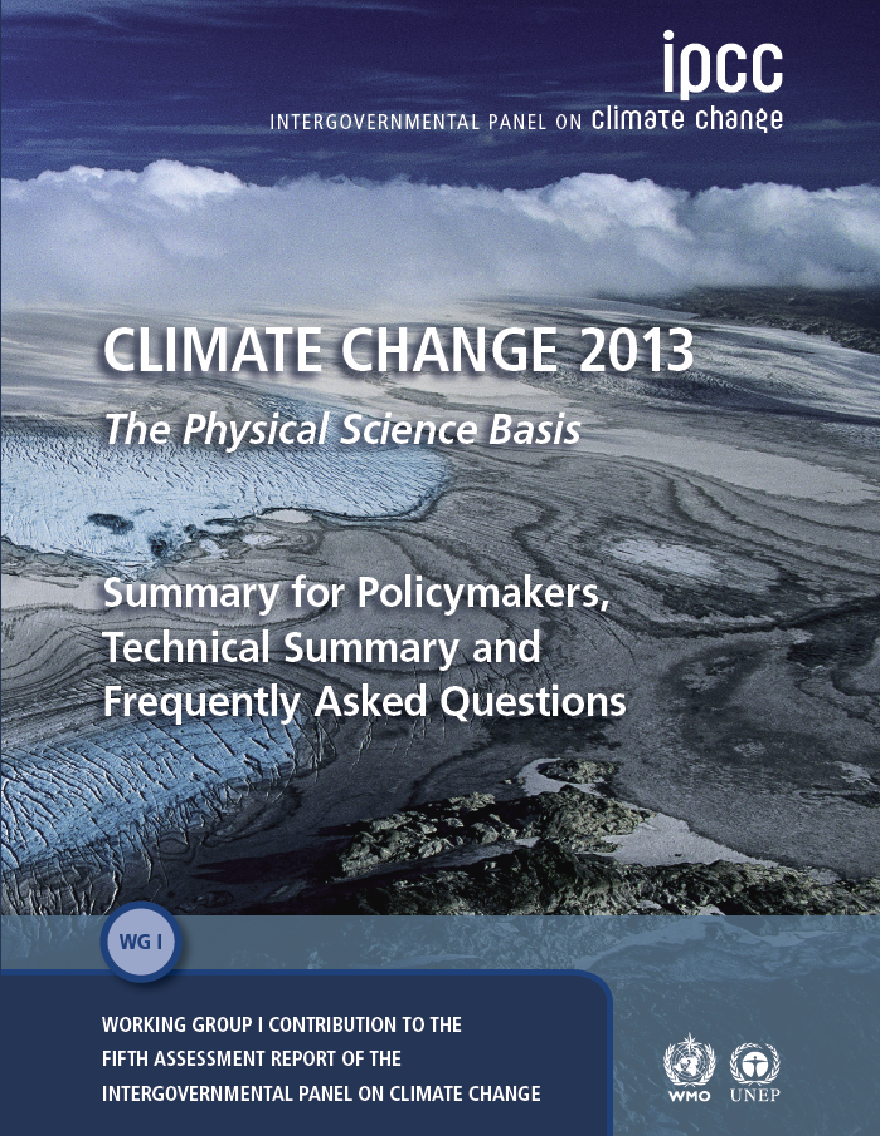 ipcc
INTERGOVERNMENTAL PANEL ON climate change
CLIMATE CHANGE 2013
The Physical Science Basis
Summary for Policymakers,
Technical Summary and
Frequently Asked Questions
WG I
WORKING GROUP I CONTRIBUTION TO THE
FIFTH ASSESSMENT REPORT OF THE
INTERGOVERNMENTAL PANEL ON CLIMATE CHANGE
WMO UNEP